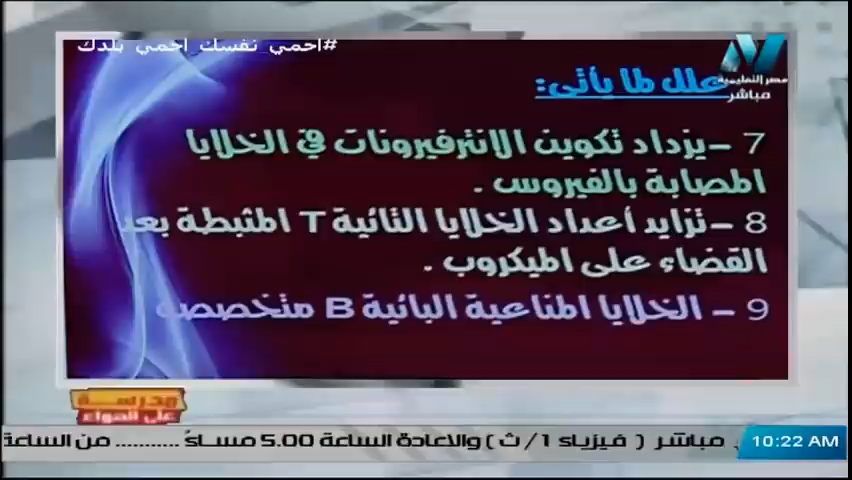 #احمي نفسك احمي بلدك
مصر التعليمية
مباشر
علل لما يأتى:
7 –يزداد تكوين الانترفيرونات في الخلايا
المصابة بالفيروس .
8 –تزايد أعداد الخلايا التائية T المثبطة بعد
القضاء على الميكروب .
9 – الخلايا المناعية البائية B متخصصة
مدرسة
على الهواء
مباشر ( فيزياء 1/ ث ) والاعادة الساعة 5.00 مساءً .......... من الساعة
10:22 AM